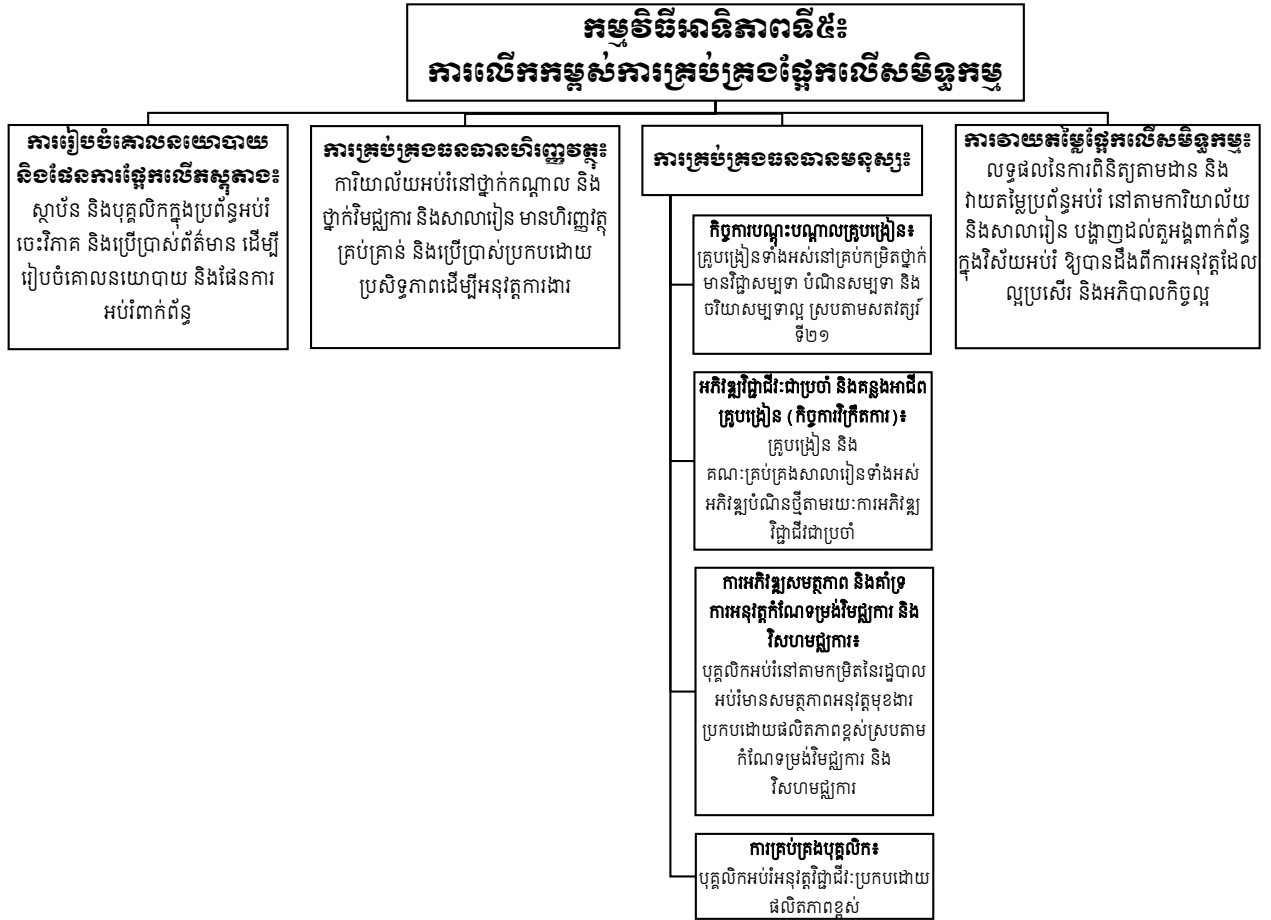 កម្មវិធីអាទិភាពទី៥៖
ការលើកកម្ពស់ការគ្រប់គ្រងផ្អែកលើសមិទ្ធកម្ម
ការរៀបចំគោលនយោបាយ
និងផែនការផ្អែកលើភស្តុតាង៖
ស្ថាប័ន និងបុគ្គលិកក្នុងប្រព័ន្ធអប់រំ
ចេះវិភាគ និងប្រើប្រាស់ព័ត៌មាន ដើម្បី
រៀបចំគោលនយោបាយ និងផែនការ
អប់រំពាក់ព័ន្ធ
ការគ្រប់គ្រងធនធានហិរញ្ញវត្ថុ៖
ការិយាល័យអប់រំនៅថ្នាក់កណ្តាល និង
ថ្នាក់វិមជ្ឈការ និងសាលារៀន មានហិរញ្ញវត្ថុ
គ្រប់គ្រាន់ និងប្រើប្រាស់ប្រកបដោយ
ប្រសិទ្ធភាពដើម្បីអនុវត្តការងារ
ការគ្រប់គ្រងធនធានមនុស្ស៖
កិច្ចការបណ្តុះបណ្តាលគ្រូបង្រៀន៖
គ្រូបង្រៀនទាំងអស់នៅគ្រប់កម្រិតថ្នាក់
មានវិជ្ជាសម្បទា បំណិនសម្បទា និង
ចរិយាសម្បទាល្អ ស្របតាមសតវត្សរ៍
ទី២១
អភិវឌ្ឍវិជ្ជាជីវៈជាប្រចាំ និងគន្លងអាជីព
គ្រូបង្រៀន (កិច្ចការវិក្រឹតការ)៖
គ្រូបង្រៀន និង
គណៈគ្រប់គ្រងសាលារៀនទាំងអស់
អភិវឌ្ឍបំណិនថ្មីតាមរយៈការអភិវឌ្ឍ
វិជ្ជាជីវជាប្រចាំ
ការអភិវឌ្ឍសមត្ថភាព និងគាំទ្រ
ការអនុវត្តកំណែទម្រង់វិមជ្ឈការ និង
វិសហមជ្ឈការ៖
បុគ្គលិកអប់រំនៅតាមកម្រិតនៃរដ្ឋបាល
អប់រំមានសមត្ថភាពអនុវត្តមុខងារ
ប្រកបដោយផលិតភាពខ្ពស់ស្របតាម
កំណែទម្រង់វិមជ្ឈការ និង
វិសហមជ្ឈការ
ការគ្រប់គ្រងបុគ្គលិក៖
បុគ្គលិកអប់រំអនុវត្តវិជ្ជាជីវៈប្រកបដោយ
ផលិតភាពខ្ពស់
ការវាយតម្លៃផ្អែកលើសមិទ្ធកម្ម៖
លទ្ធផលនៃការពិនិត្យតាមដាន និង
វាយតម្លៃប្រព័ន្ធអប់រំ នៅតាមការិយាល័យ
និងសាលារៀន បង្ហាញដល់តួអង្គពាក់ព័ន្ធ
ក្នុងវិស័យអប់រំ ឱ្យបានដឹងពីការអនុវត្តដែល
ល្អប្រសើរ និងអភិបាលកិច្ចល្អ